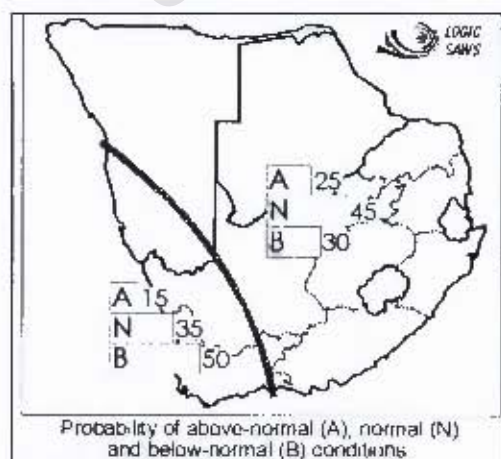 LOGIC
SAWS
A 25
N 45
B 30
A 15
N 35
B 50
Probability of above-normal (A), normal (N)
and below-normal (B) conditions